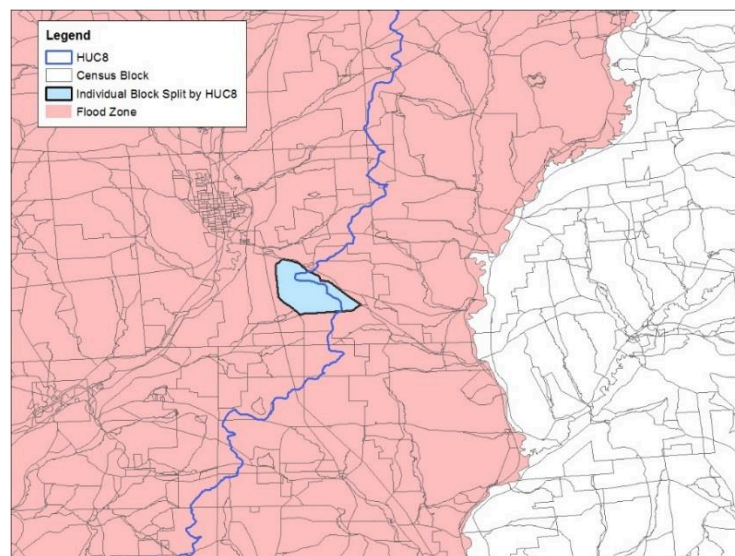 Legend
HUC8
Census Block
Individual Block Split by HUC8
Flood Zone